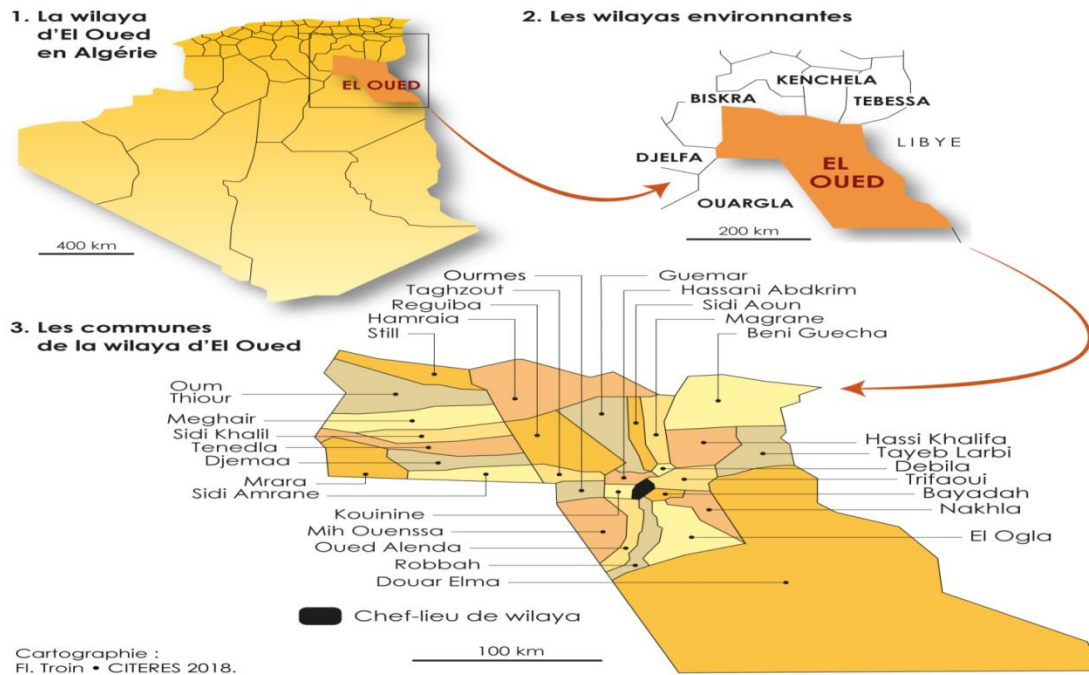 1. La wilaya
d'El Oued
en Algérie
EL OUED
400 km
2. Les wilayas environnantes
KENCHELA
BISKRA
TEBESSA
LIBYE
DJELFA
EL
OUED
OUARGLA
200 km
3. Les communes
de la wilaya d'El Oued
Ourmes
Taghzout
Reguiba
Hamraia
Still
Guemar
Hassani Abdkrim
Sidi Aoun
Magrane
Beni Guecha
Oum
Thiour
Meghair
Sidi Khalil
Tenedla
Djemaa
Mrara
Sidi Amrane
Hassi Khalifa
Tayeb Larbi
Debila
Trifaoui
Bayadah
Nakhla
El Ogla
Kouinine
Mih Ouenssa
Oued Alenda
Robbah
Douar Elma
Chef-lieu de wilaya
100 km
Cartographie :
Fl. Troin • CITERES 2018.